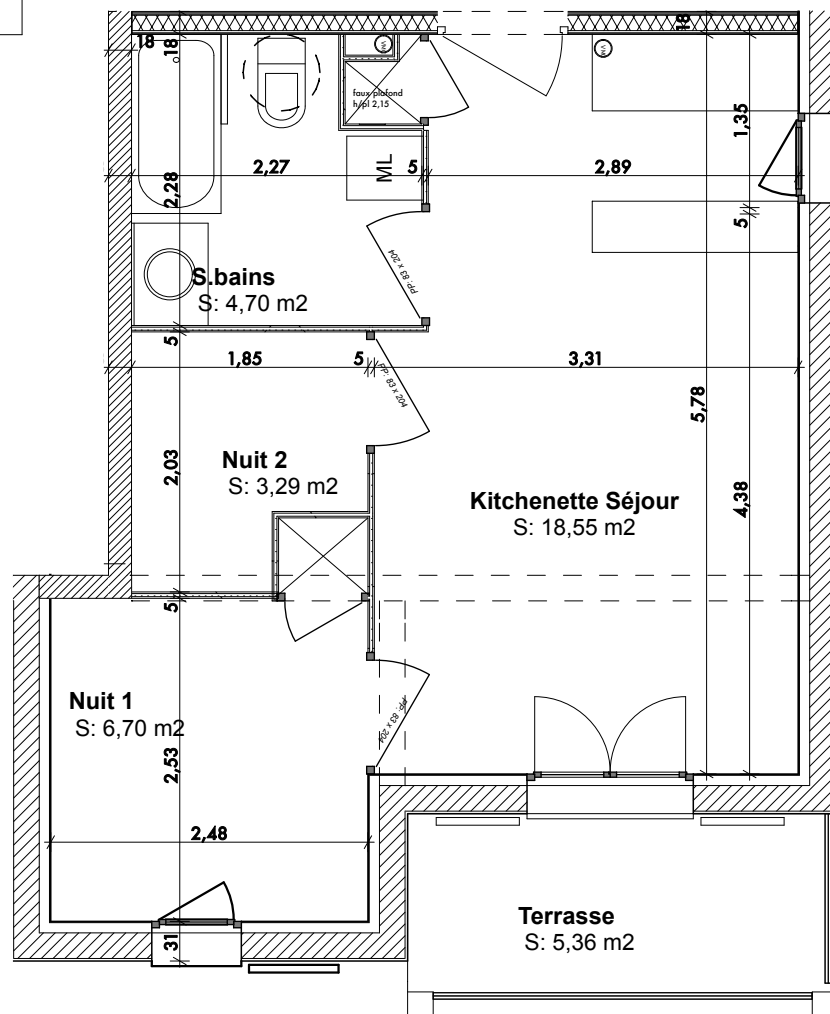 18
18
18
VMC
VMC
faux plafond
h/pl 2,15
1,35
2,27
5
2,89
ML
2,28
5
PP: 83 x 204
S.bains
S: 4,70 m2
5
1,85
5
3,31
PP: 83 x 204
5,78
2,03
Nuit 2
S: 3,29 m2
4,38
Kitchenette Séjour
S: 18,55 m2
5
Nuit 1
S: 6,70 m2
PP: 83 x 204
2,53
2,48
Terrasse
S: 5,36 m2
31